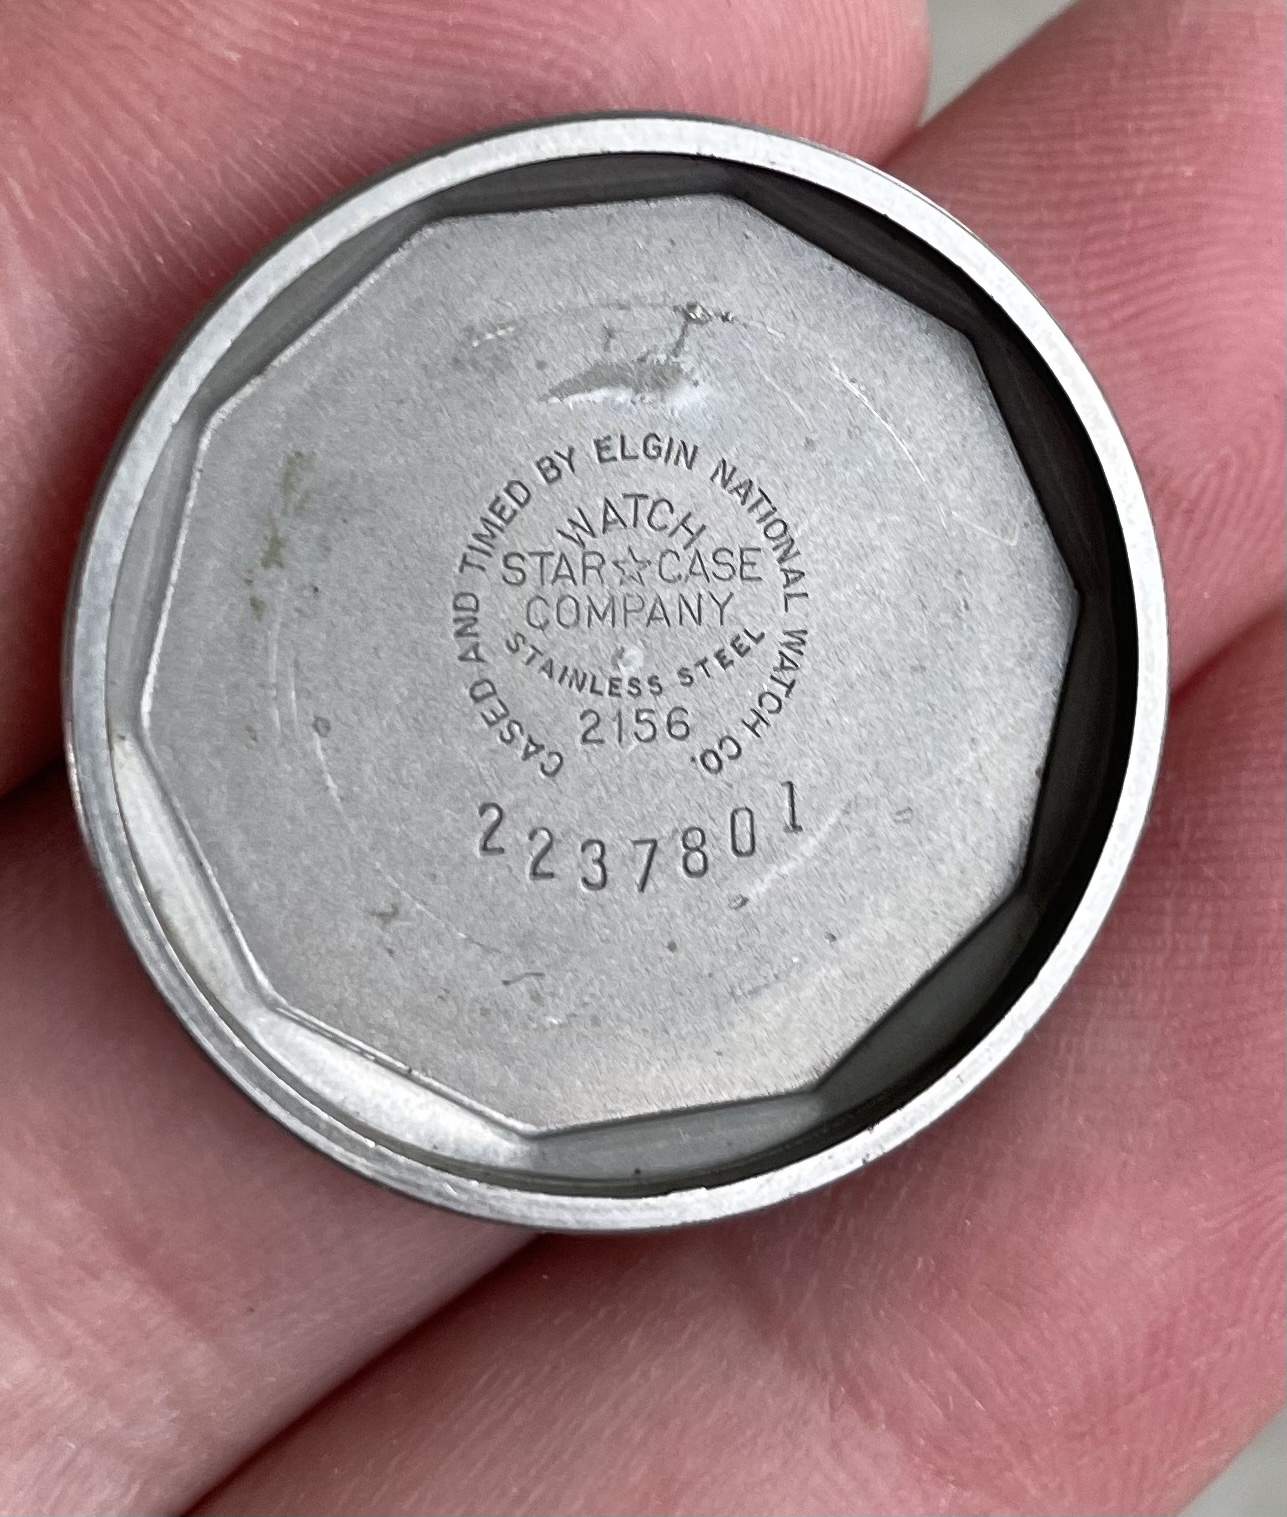 CASED AND TIMED BY ELGIN NATIONAL WATCH CO.
WATCH
STAR☆CASE
COMPANY
STAINLESS STEEL
2156
2237801